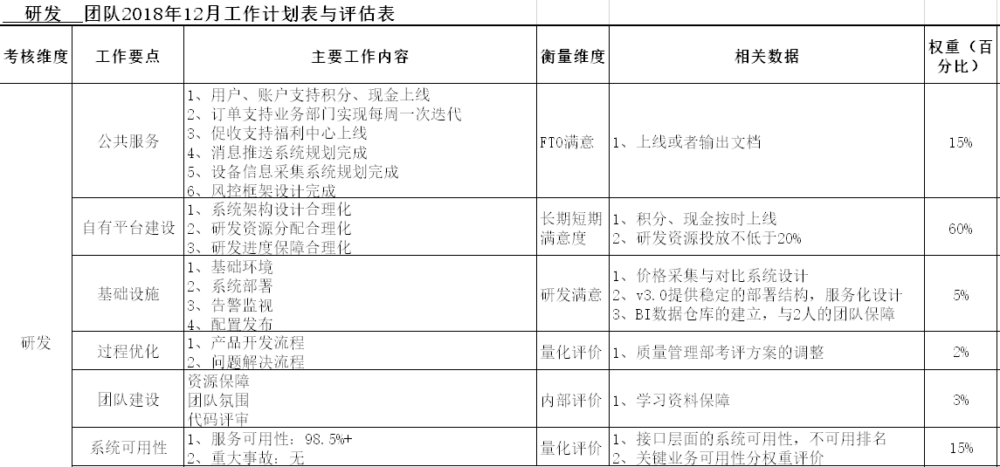 研发 团队2018年12月工作计划表与评估表
考核维度 工作要点 主要工作内容 衡量维度 相关数据 权重（百分比）
研发
公共服务
1、用户、账户支持积分、现金上线
2、订单支持业务部门实现每周一次迭代
3、促收支持福利中心上线
4、消息推送系统规划完成
5、设备信息采集系统规划完成
6、风控框架设计完成
FTO满意
1、上线或者输出文档
15%
自有平台建设
1、系统架构设计合理化
2、研发资源分配合理化
3、研发进度保障合理化
长期短期
满意度
1、积分、现金按时上线
2、研发资源投放不低于20%
60%
基础设施
1、基础环境
2、系统部署
3、告警监视
4、配置发布
研发满意
1、价格采集与对比系统设计
2、v3.0提供稳定的部署结构，服务化设计
3、BI数据仓库的建立，与2人的团队保障
5%
过程优化
1、产品开发流程
2、问题解决流程
量化评价
1、质量管理部考评方案的调整
2%
团队建设
资源保障
团队氛围
代码评审
内部评价
1、学习资料保障
3%
系统可用性
1、服务可用性：98.5%+
2、重大事故：无
量化评价
1、接口层面的系统可用性，不可用排名
2、关键业务可用性分权重评价
15%